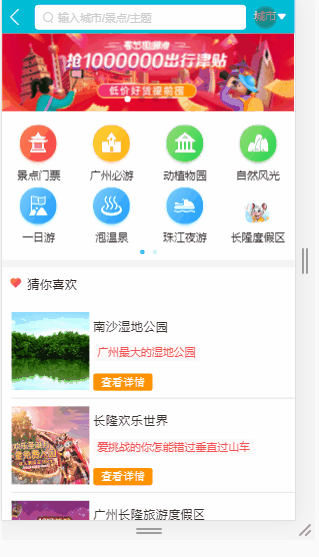 输入城市/景点/主题
城市
抢1000000出行津贴
低价好货提前囤
景点门票
广州必游
动植物园
自然风光
一日游
泡温泉
珠江夜游
长隆度假区
猜你喜欢
南沙湿地公园
广州最大的湿地公园
查看详情
长隆欢乐世界
爱挑战的你怎能错过垂直过山车
查看详情
广州长隆旅游度假区